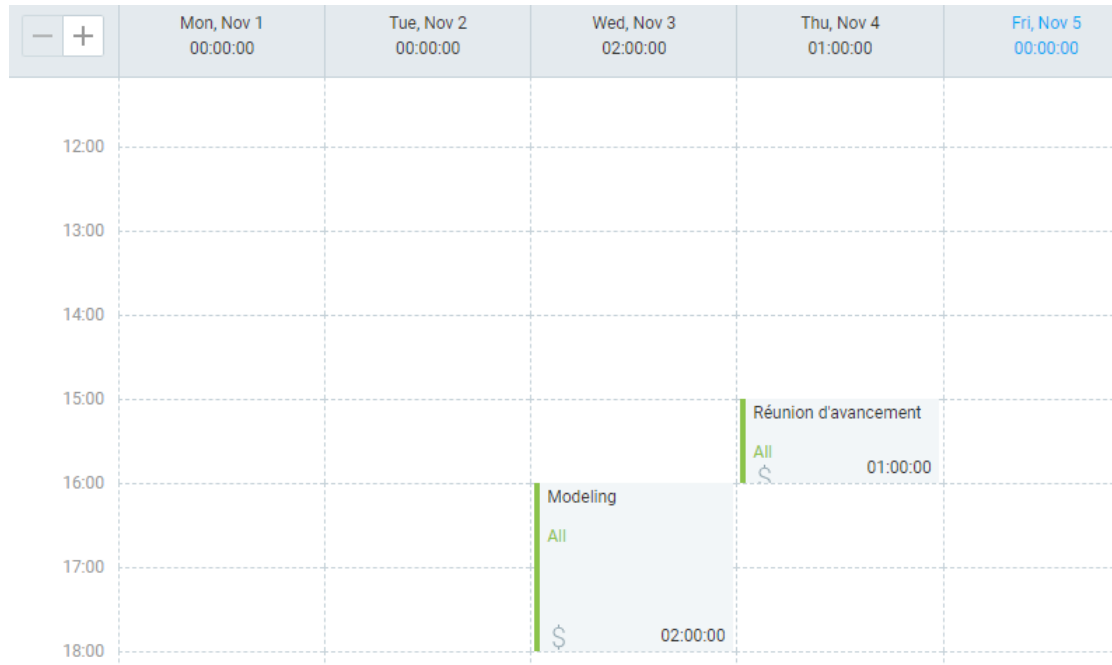 Mon, Nov 1
00:00:00
Tue, Nov 2
00:00:00
Wed, Nov 3
02:00:00
Thu, Nov 4
01:00:00
Fri, Nov 5
00:00:00
12:00
13:00
14:00
15:00
Réunion d'avancement
All
$ 01:00:00
16:00
Modeling
All
17:00
$ 02:00:00
18:00